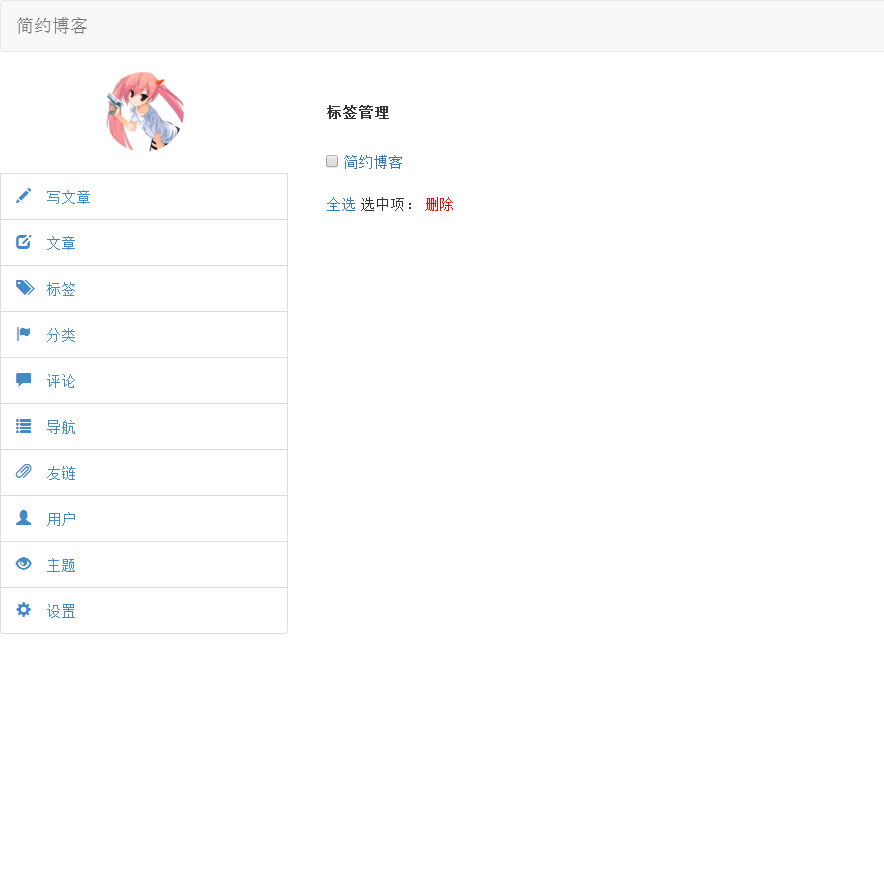 简约博客
标签管理
简约博客
全选 选中项： 删除
写文章
文章
标签
分类
评论
导航
友链
用户
主题
设置